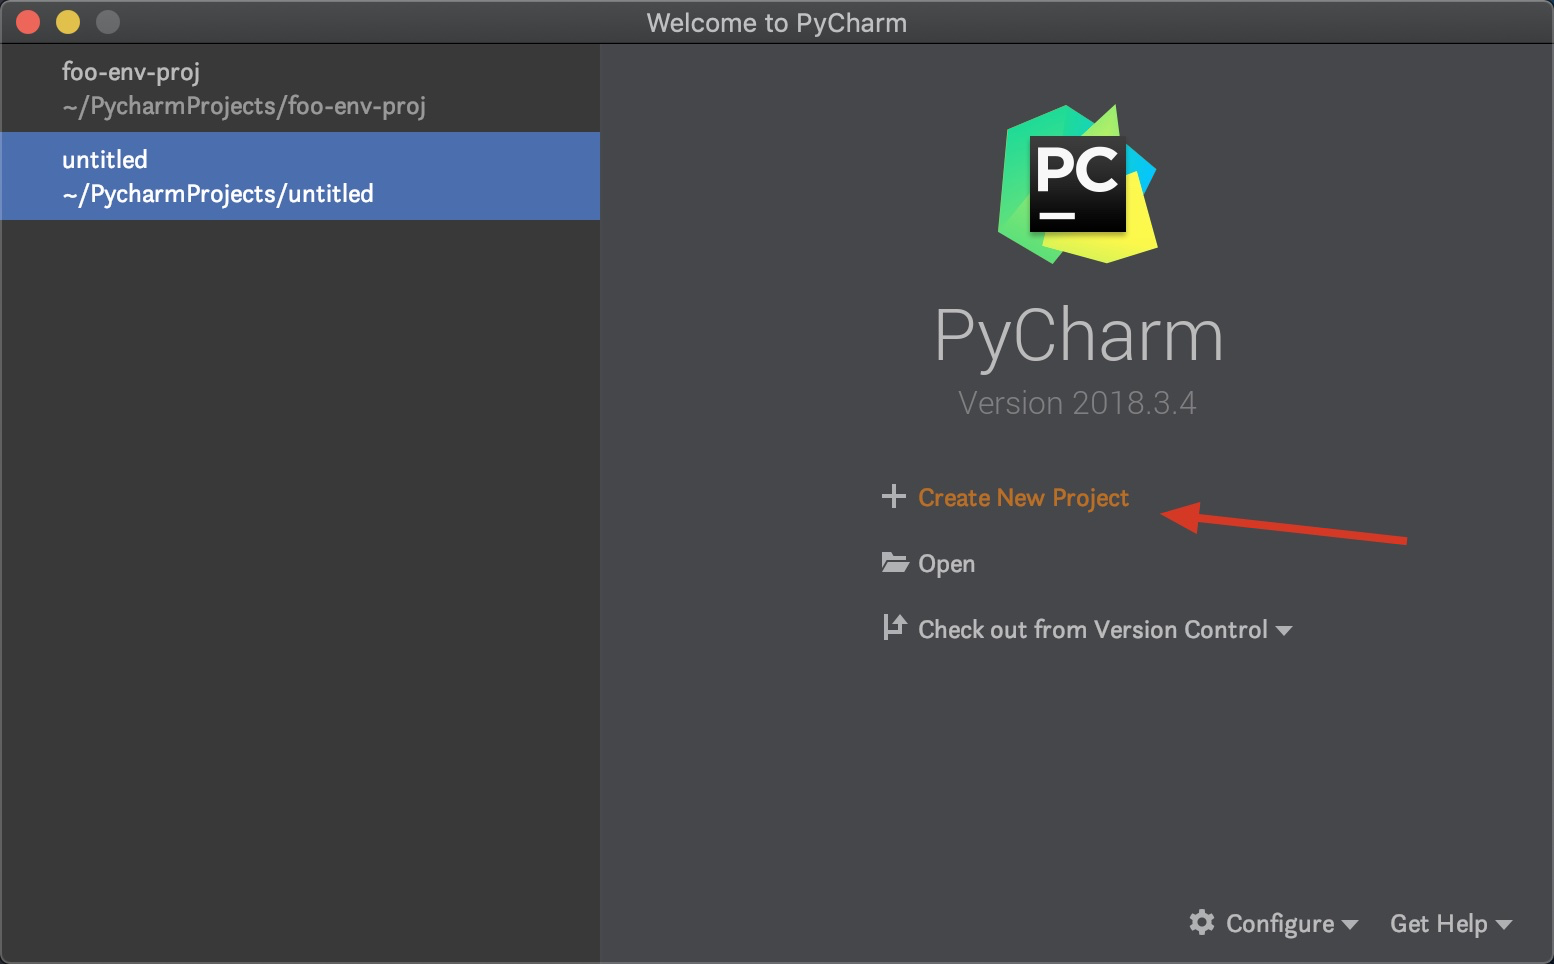 Welcome to PyCharm
foo-env-proj
~/PycharmProjects/foo-env-proj
untitled
~/PycharmProjects/untitled
PC
PyCharm
Version 2018.3.4
Create New Project
Open
Check out from Version Control
Configure
Get Help